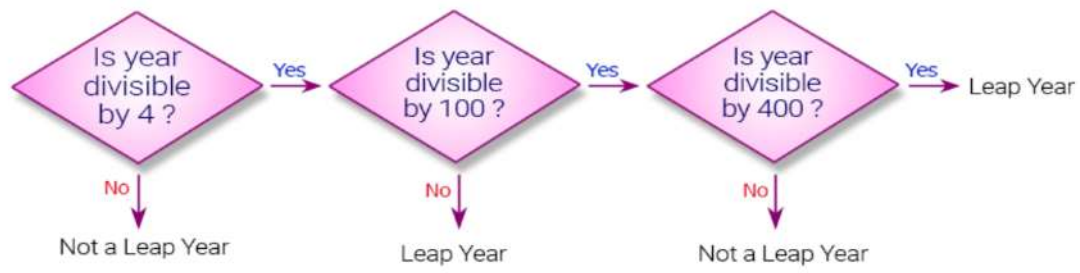 Is year
divisible
by 4 ?
Yes
Is year
divisible
by 100 ?
Yes
Is year
divisible
by 400 ?
Yes
Leap Year
No
No
No
Not a Leap Year
Leap Year
Not a Leap Year